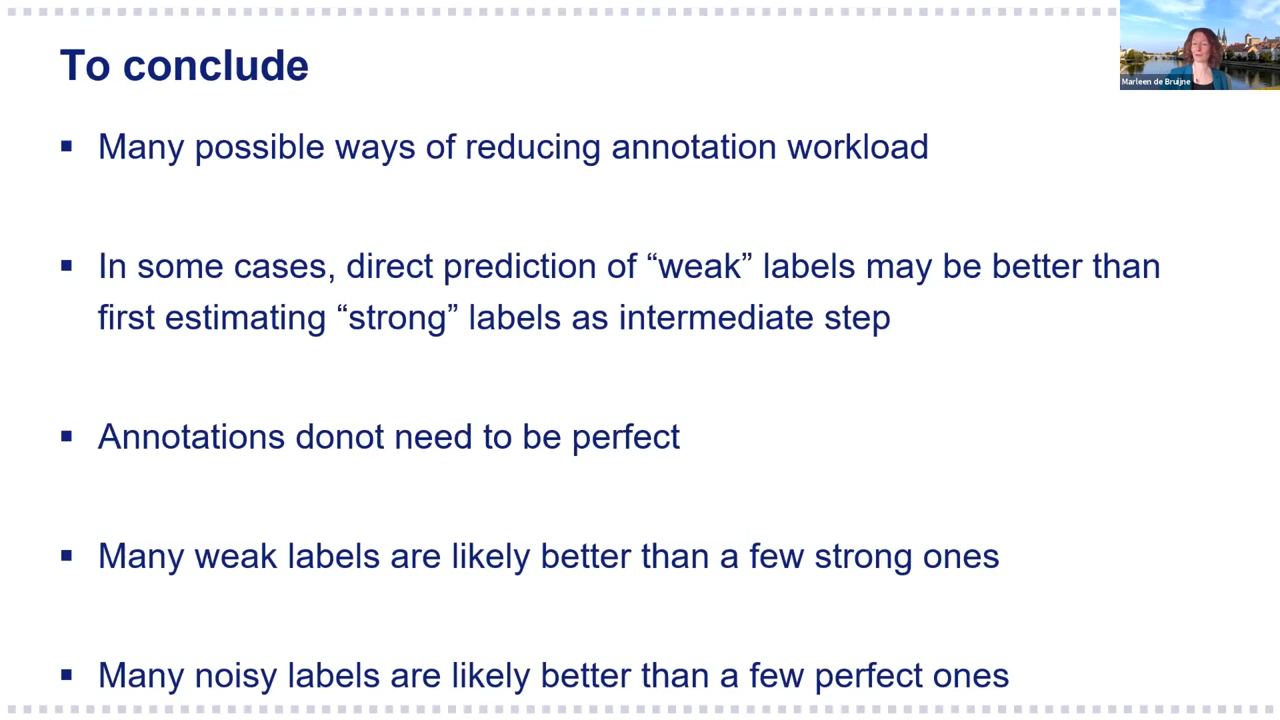 To conclude
Marleen de Bruijne
▪ Many possible ways of reducing annotation workload
▪ In some cases, direct prediction of “weak” labels may be better than
first estimating “strong” labels as intermediate step
▪ Annotations donot need to be perfect
▪ Many weak labels are likely better than a few strong ones
▪ Many noisy labels are likely better than a few perfect ones